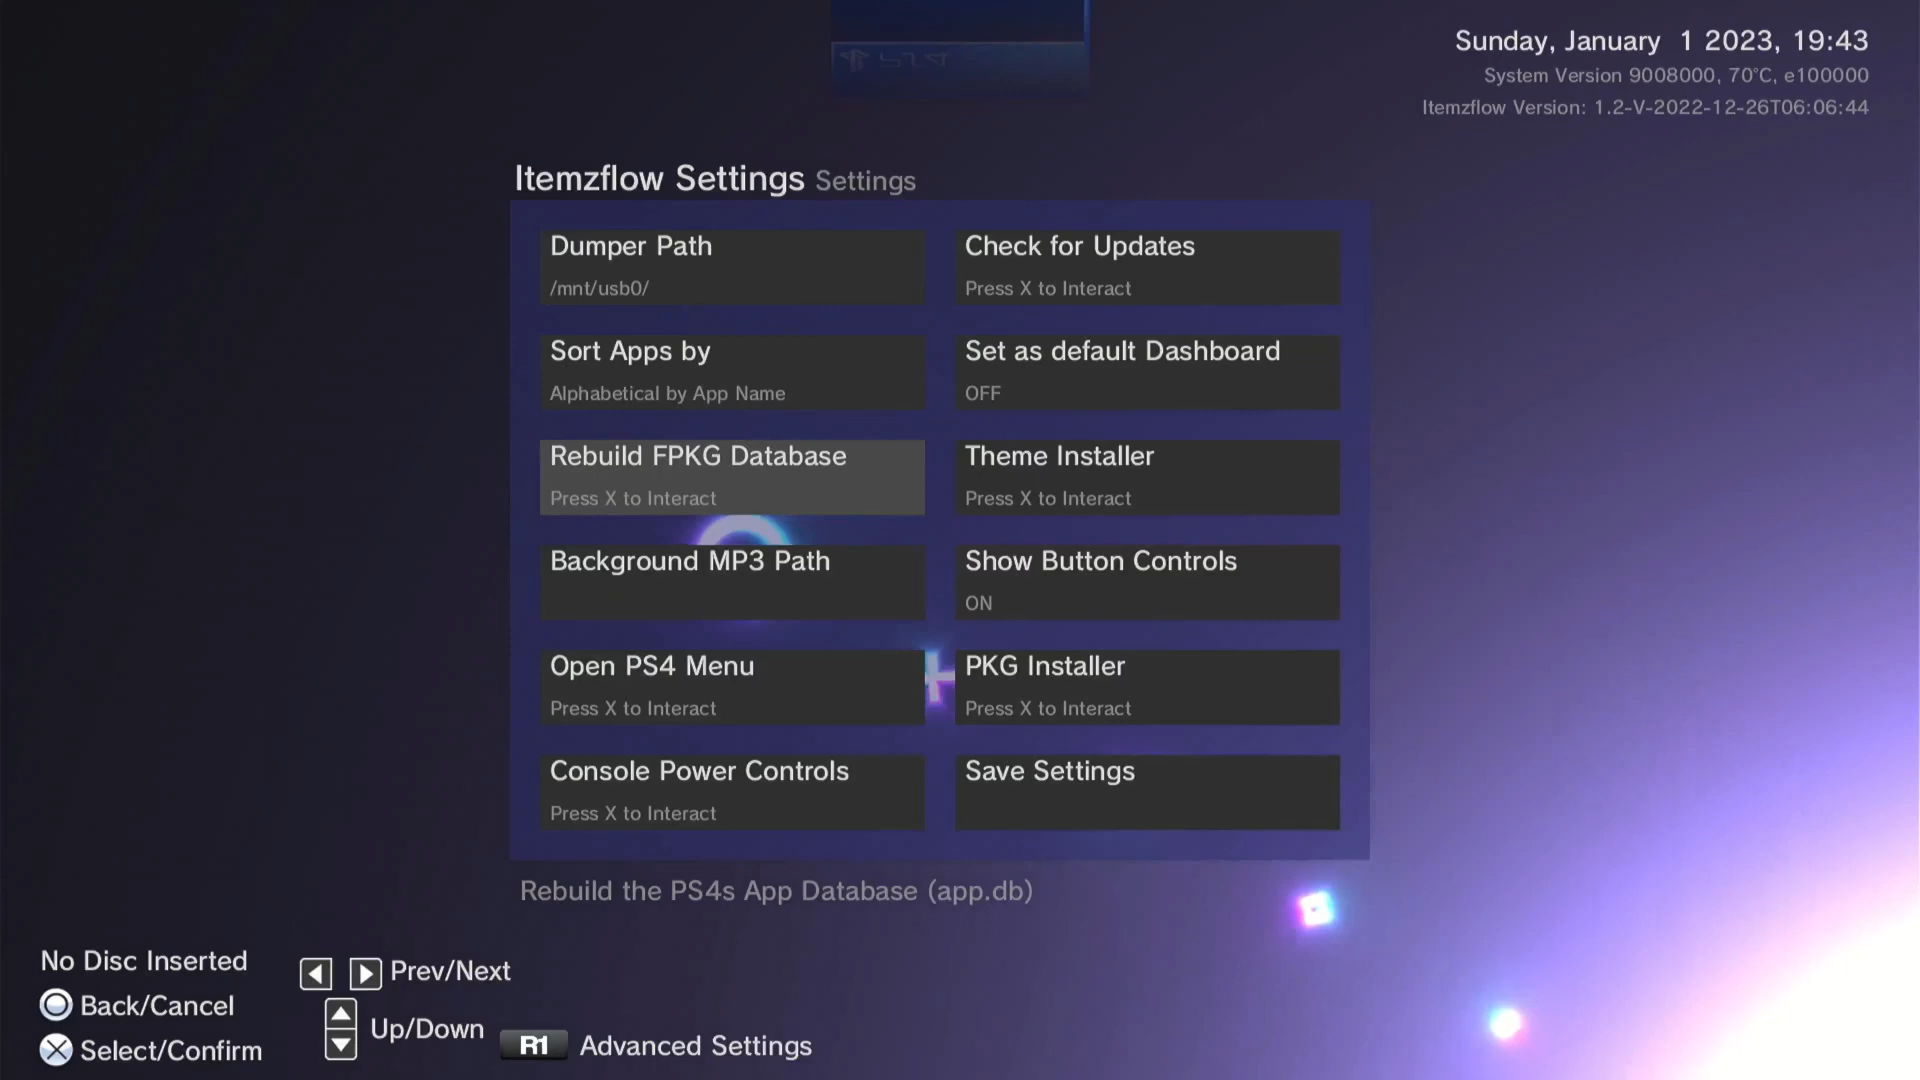 Sunday, January 1 2023, 19:43
System Version 9008000, 70°C, e100000
Itemzflow Version: 1.2-V-2022-12-26T06:06:44
Itemzflow Settings Settings
Dumper Path
/mnt/usb0/
Check for Updates
Press X to Interact
Sort Apps by
Alphabetical by App Name
Set as default Dashboard
OFF
Rebuild FPKG Database
Press X to Interact
Theme Installer
Press X to Interact
Background MP3 Path
Show Button Controls
ON
Open PS4 Menu
Press X to Interact
PKG Installer
Press X to Interact
Console Power Controls
Press X to Interact
Save Settings
Rebuild the PS4s App Database (app.db)
No Disc Inserted
Back/Cancel
Select/Confirm
Prev/Next
Up/Down
R1 Advanced Settings